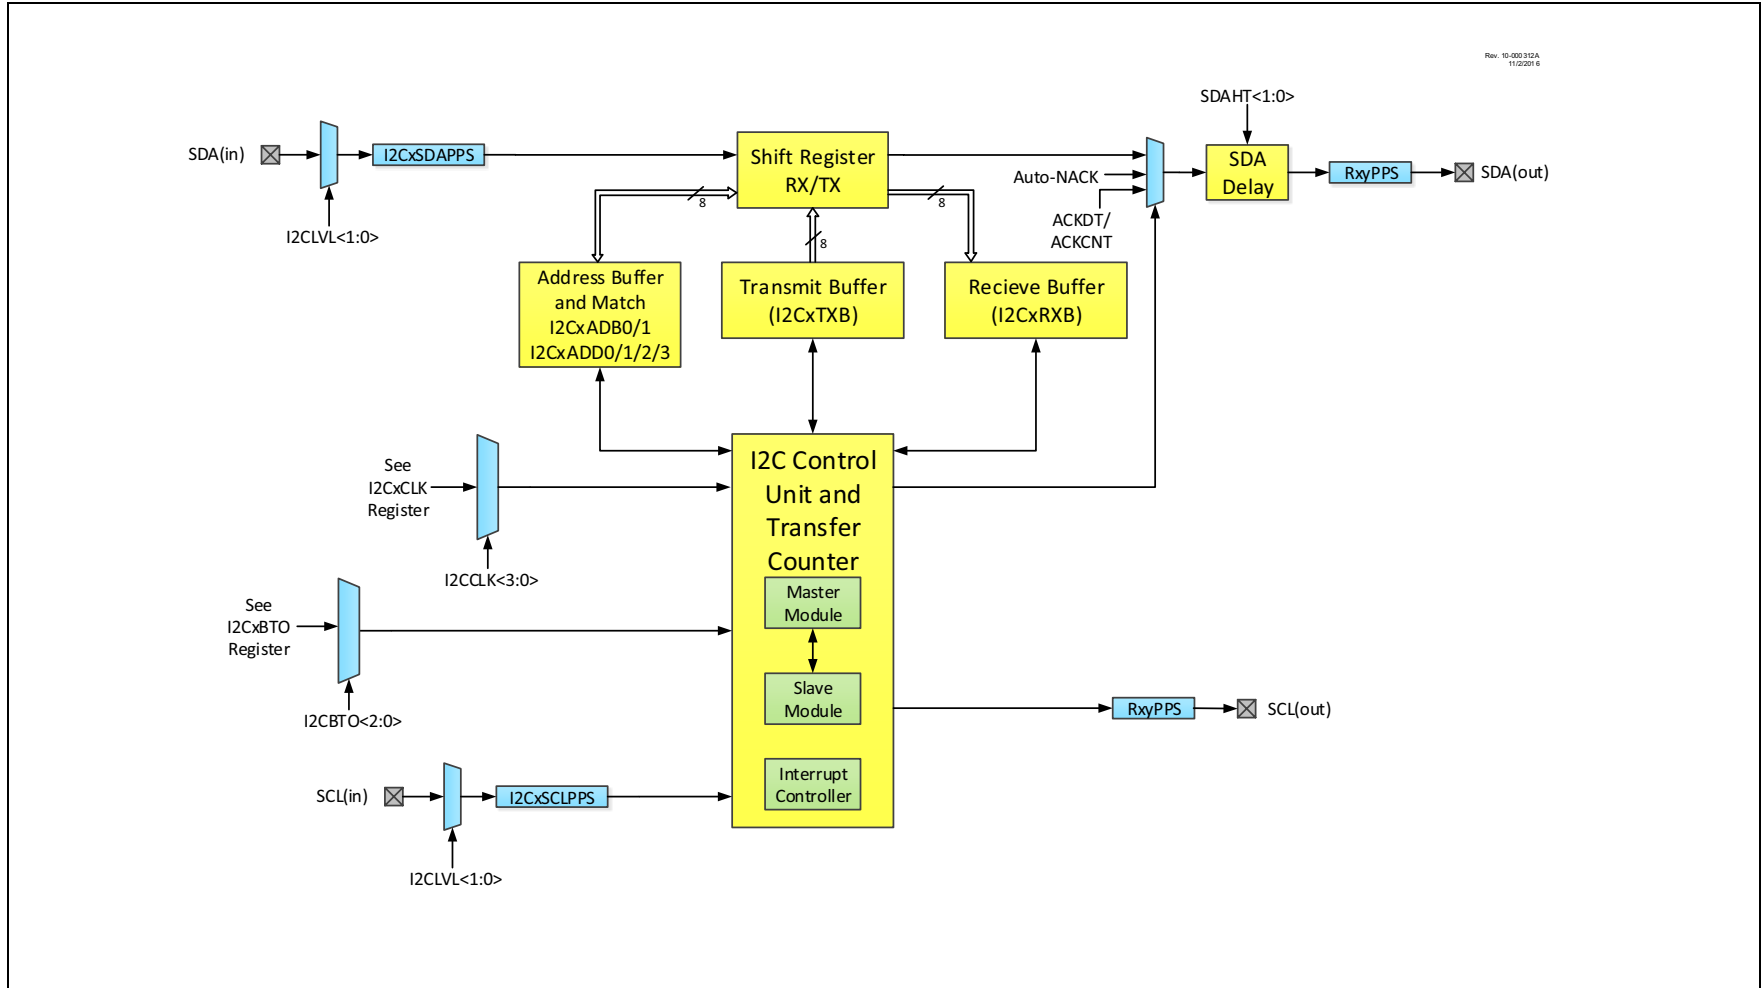 Rev. 10-000312A
11/2/2016
SDAHT<1:0>
SDA(in)
I2CxSDAPPS
I2CLVL<1:0>
Shift Register
RX/TX
8
8
8
Auto-NACK
ACKDT/
ACKCNT
SDA
Delay
RxyPPS
SDA(out)
Address Buffer
and Match
I2CxADB0/1
I2CxADD0/1/2/3
Transmit Buffer
(I2CxTXB)
Recieve Buffer
(I2CxRXB)
See
I2CxCLK
Register
I2CCLK<3:0>
I2C Control
Unit and
Transfer
Counter
Master
Module
Slave
Module
Interrupt
Controller
See
I2CxBTO
Register
I2CBTO<2:0>
RxyPPS
SCL(out)
SCL(in)
I2CxSCLPPS
I2CLVL<1:0>